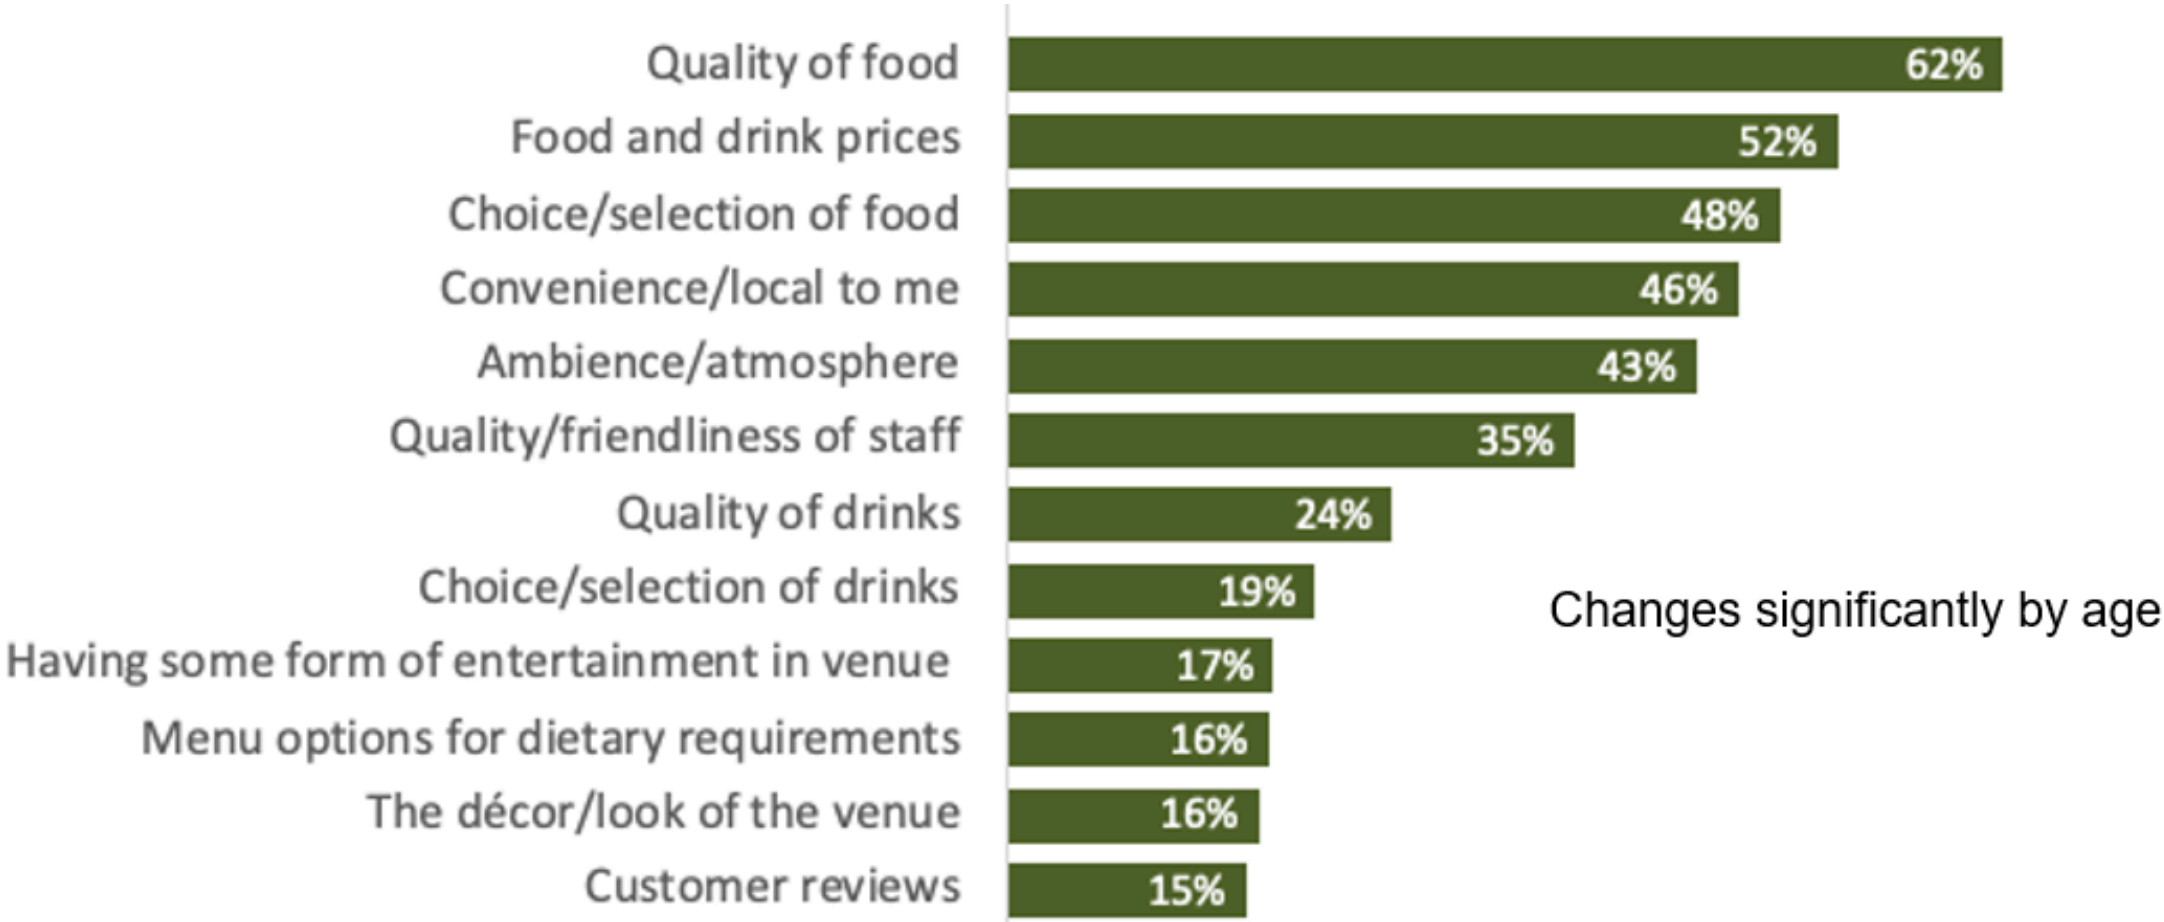 Quality of food 62%
Food and drink prices 52%
Choice/selection of food 48%
Convenience/local to me 46%
Ambience/atmosphere 43%
Quality/friendliness of staff 35%
Quality of drinks 24%
Choice/selection of drinks 19%
Changes significantly by age
Having some form of entertainment in venue 17%
Menu options for dietary requirements 16%
The décor/look of the venue 16%
Customer reviews 15%